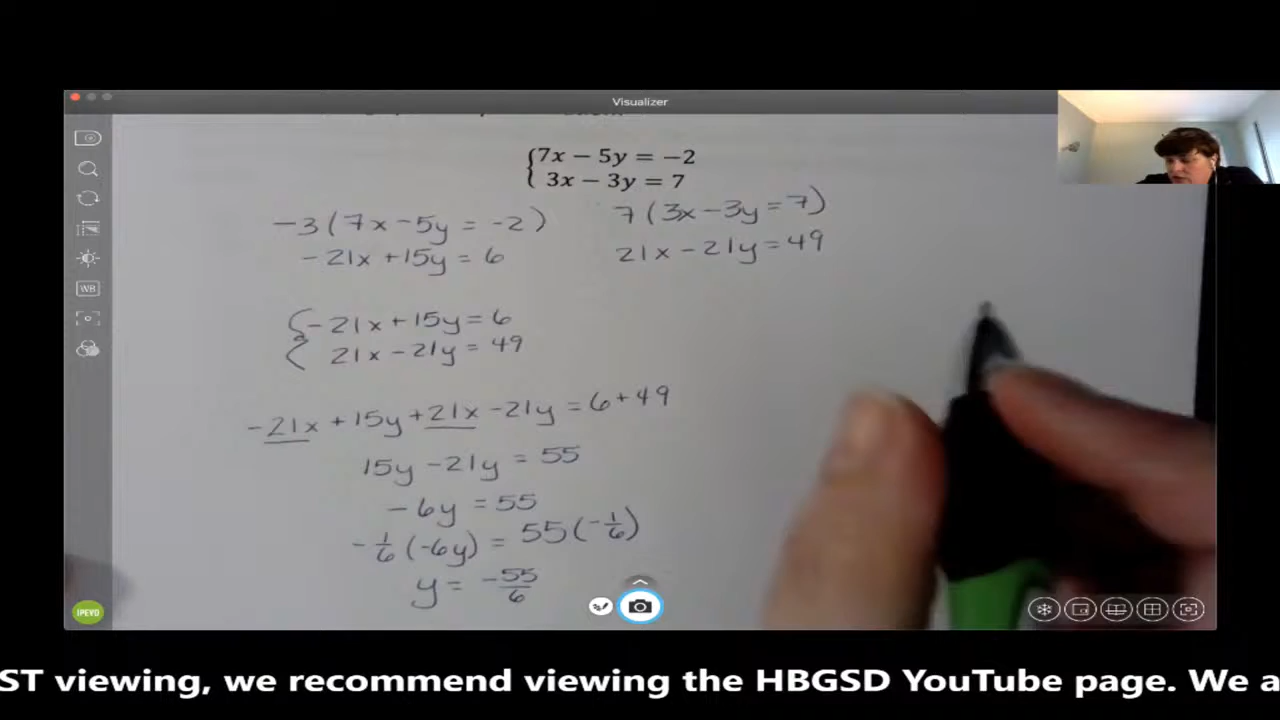 Visualizer
7x − 5y = −2
3x − 3y = 7
-3(7x-5y = -2)
7(3x-3y=7)
-21x+15y = 6
21x-21y=49
-21x+15y=6
21x-21y=49
-21x+15y+21x-21y=6+49
15y-21y = 55
-6y = 55
-1/6(-6y) = 55(-1/6)
y = -55/6
WB
IPEVO
ST viewing, we recommend viewing the HBGSD YouTube page. We a